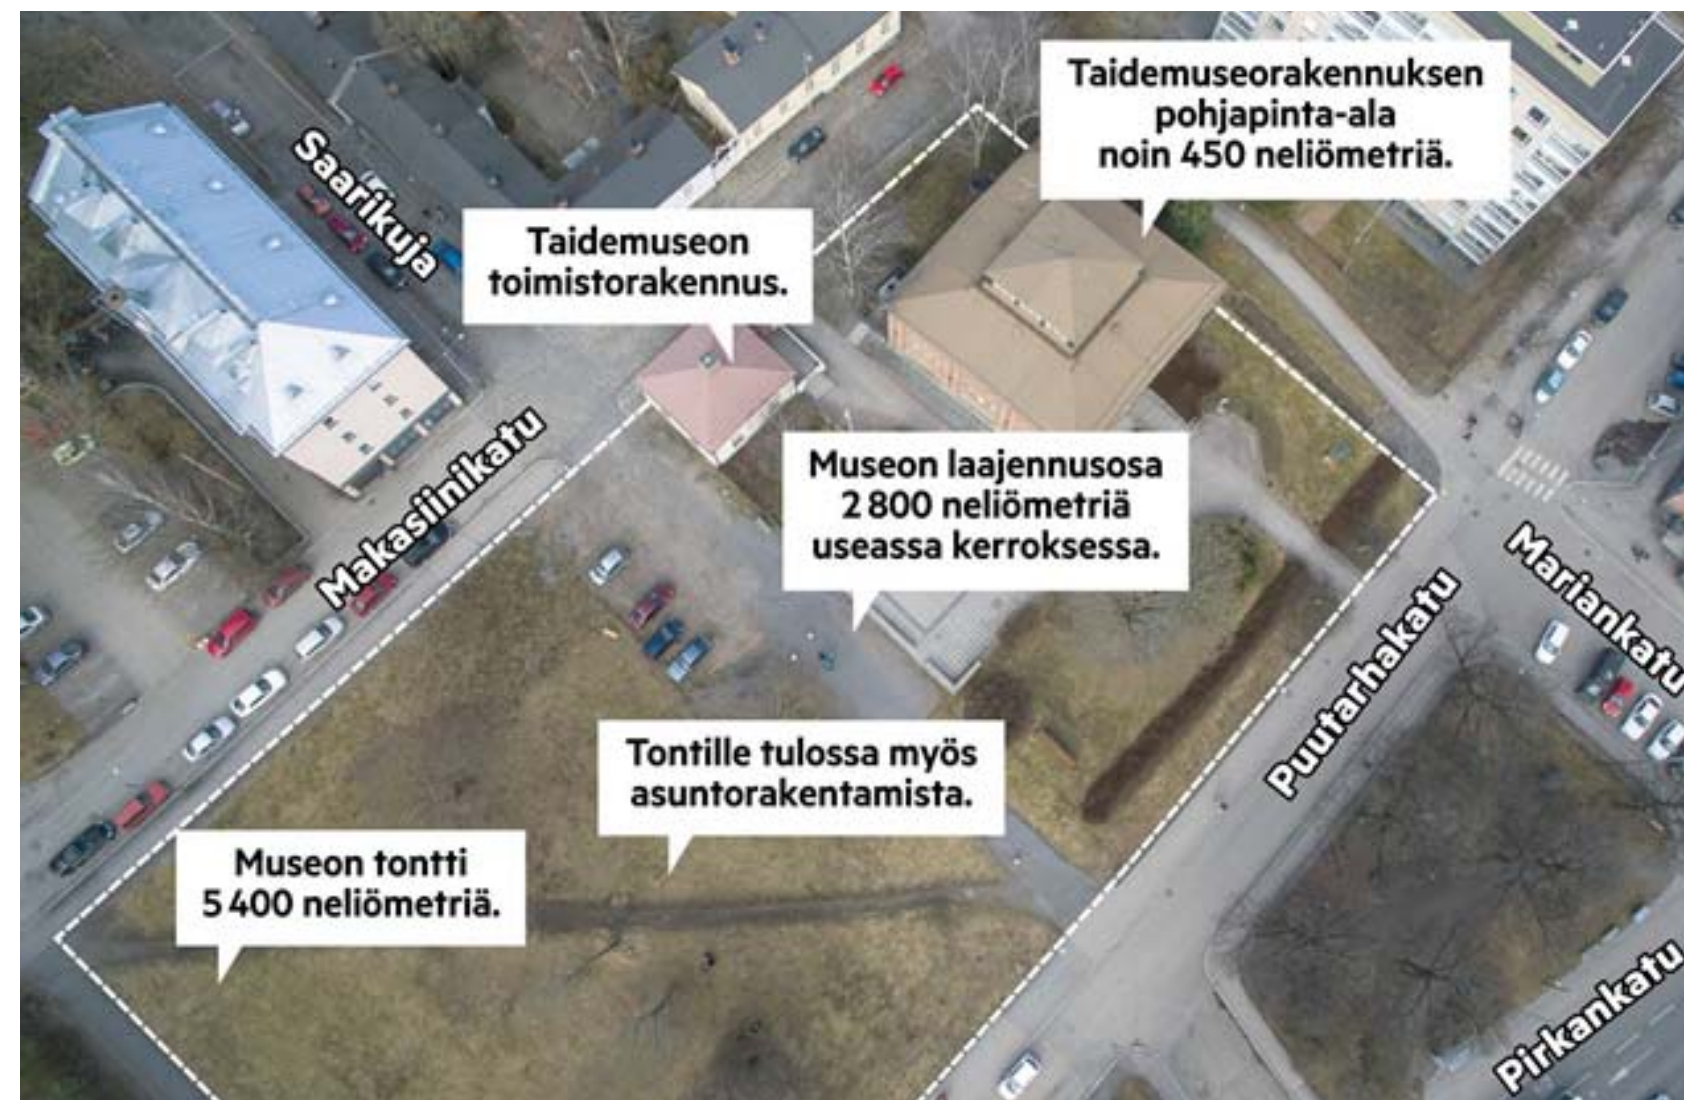 Taidemuseorakennuksen
pohjapinta-ala
noin 450 neliömetriä.
Saarikuja
Taidemuseon
toimistorakennus.
Makasiinikatu
Museon laajennusosa
2 800 neliömetriä
useassa kerroksessa.
Mariankatu
Puutarhakatu
Tontille tulossa myös
asuntorakentamista.
Museon tontti
5 400 neliömetriä.
Pirkankatu